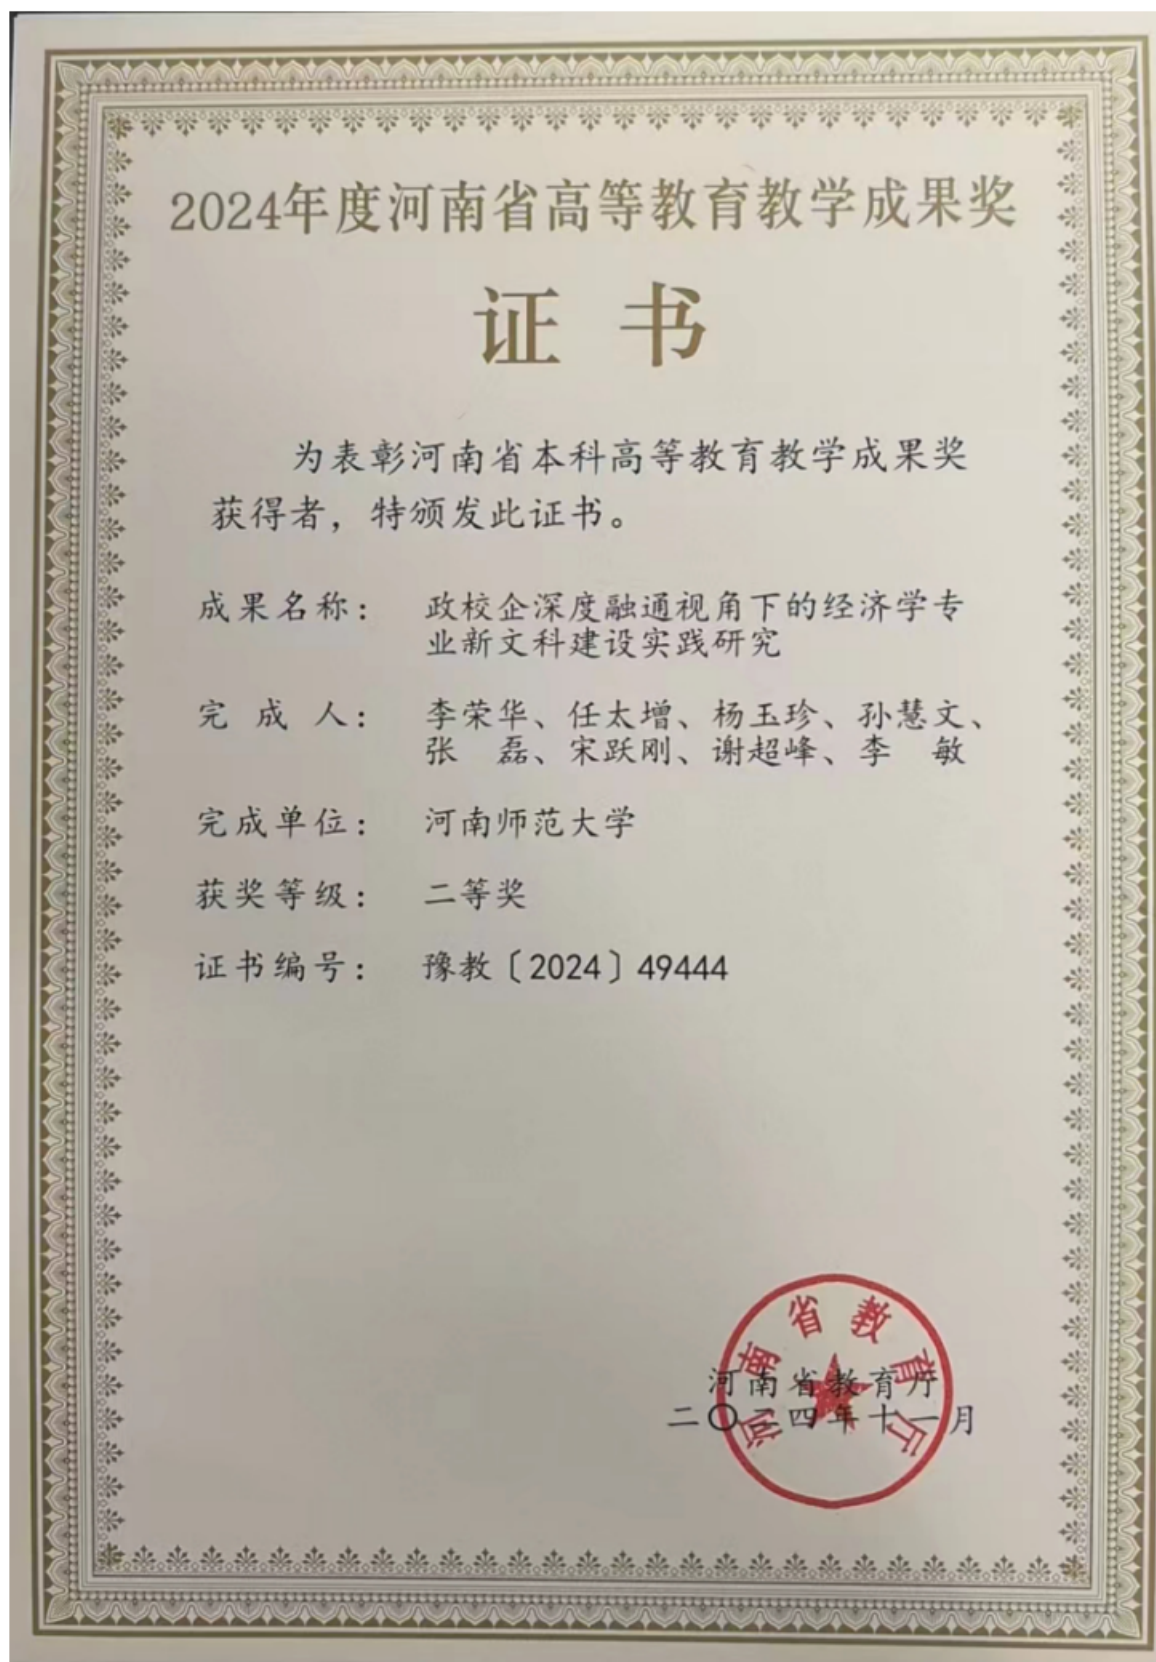 2024年度河南省高等教育教学成果奖
证 书
为表彰河南省本科高等教育教学成果奖
获得者，特颁发此证书。
成果名称： 政校企深度融通视角下的经济学专
业新文科建设实践研究
完 成 人： 李荣华、任太增、杨玉珍、孙慧文、
张　磊、宋跃刚、谢超峰、李　敏
完成单位： 河南师范大学
获奖等级： 二等奖
证书编号： 豫教〔2024〕49444
河南省教育厅
河南省教育厅
二〇二四年十一月